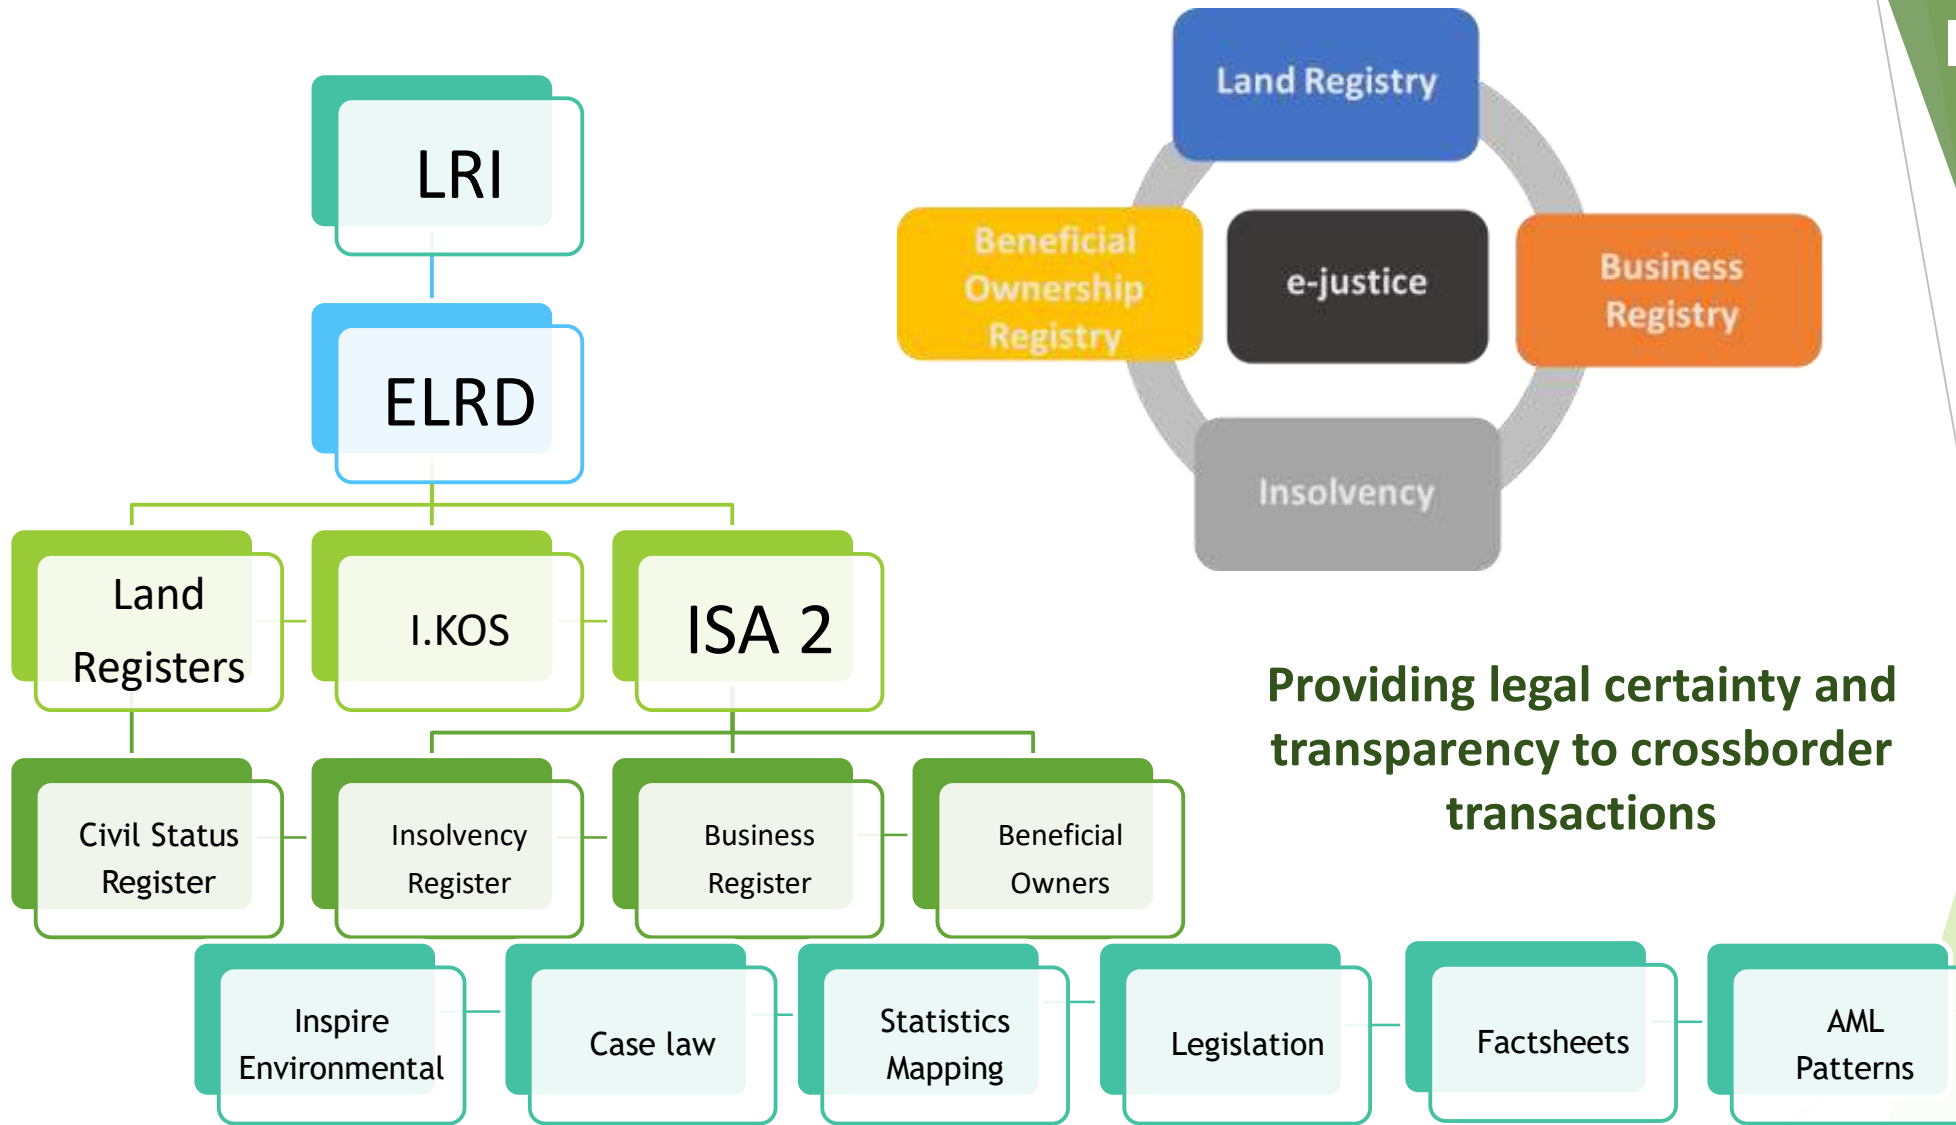 LRI
ELRD
Land
Registers
I.KOS
ISA 2
Civil Status
Register
Insolvency
Register
Business
Register
Beneficial
Owners
Inspire
Environmental
Case law
Statistics
Mapping
Legislation
Factsheets
AML
Patterns
Land Registry
Beneficial
Ownership
Registry
e-justice
Business
Registry
Insolvency
Providing legal certainty and
transparency to crossborder
transactions